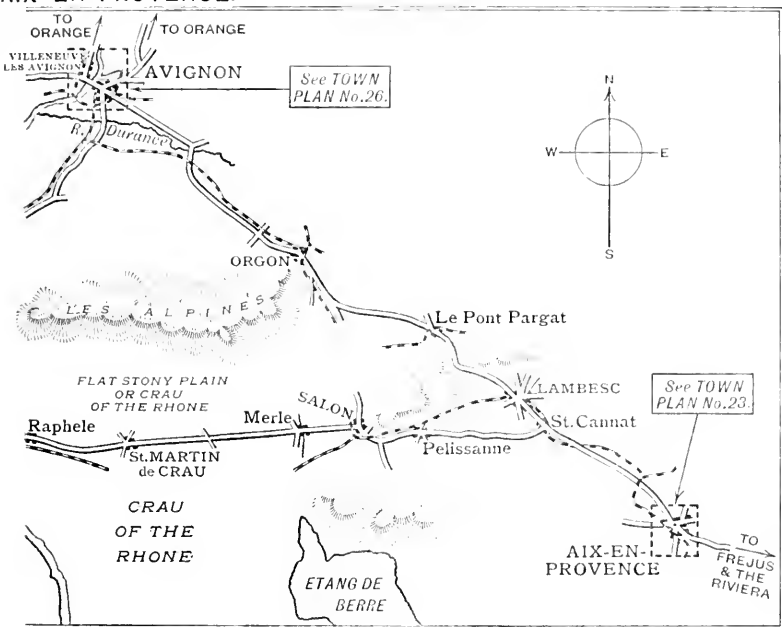 TO
ORANGE
TO ORANGE
VILLENEUVE
LES AVIGNON
AVIGNON
See TOWN
PLAN No.26.
R. Durance
N
W
E
S
ORGON
LES ALPINES
Le Pont Pargat
FLAT STONY PLAIN
OR CRAU
OF THE RHONE
LAMBESC
See TOWN
PLAN No.23.
Raphele
Merle
SALON
St. Cannat
St. MARTIN
de CRAU
Pelissanne
CRAU
OF THE
RHONE
AIX-EN-
PROVENCE
TO
FREJUS
& THE
RIVIERA
ETANG DE
BERRE